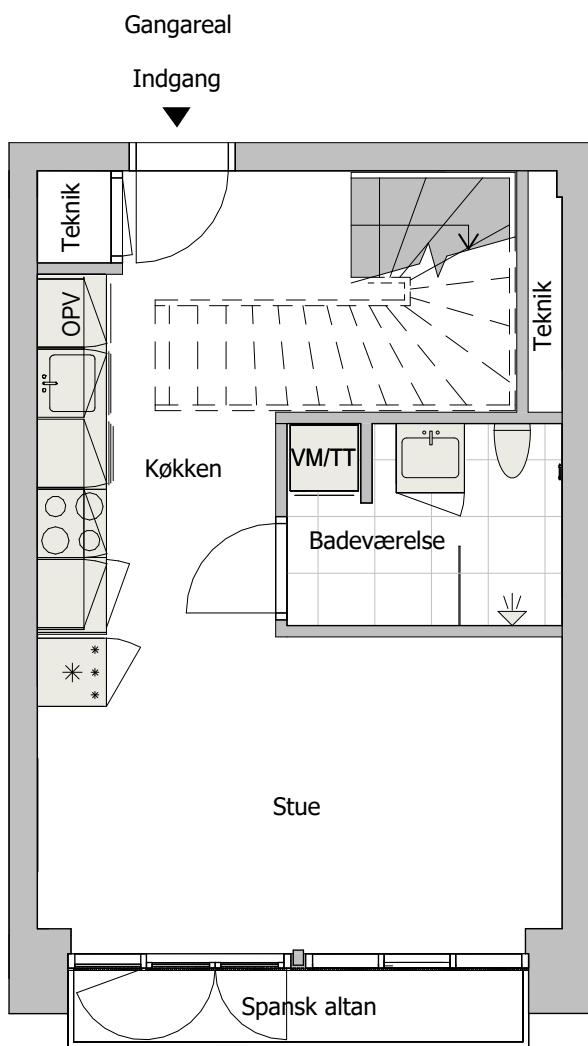 Gangareal
Indgang
Teknik
OPV
Teknik
Køkken
VM/TT
Badeværelse
Stue
Spansk altan